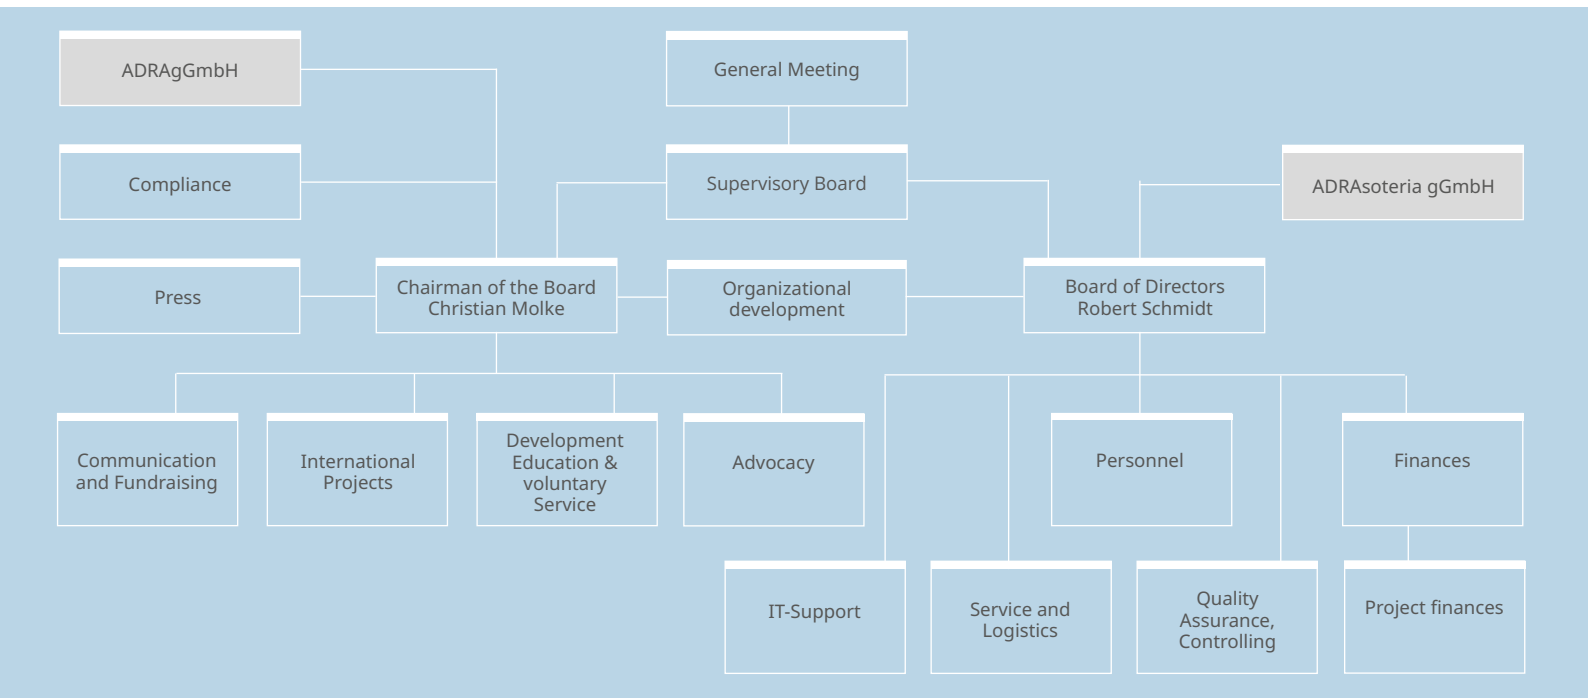 ADRAgGmbH
General Meeting
Compliance
Supervisory Board
ADRAsoteria gGmbH
Press
Chairman of the Board
Christian Molke
Organizational
development
Board of Directors
Robert Schmidt
Communication
and Fundraising
International
Projects
Development
Education &
voluntary
Service
Advocacy
Personnel
Finances
IT-Support
Service and
Logistics
Quality
Assurance,
Controlling
Project finances